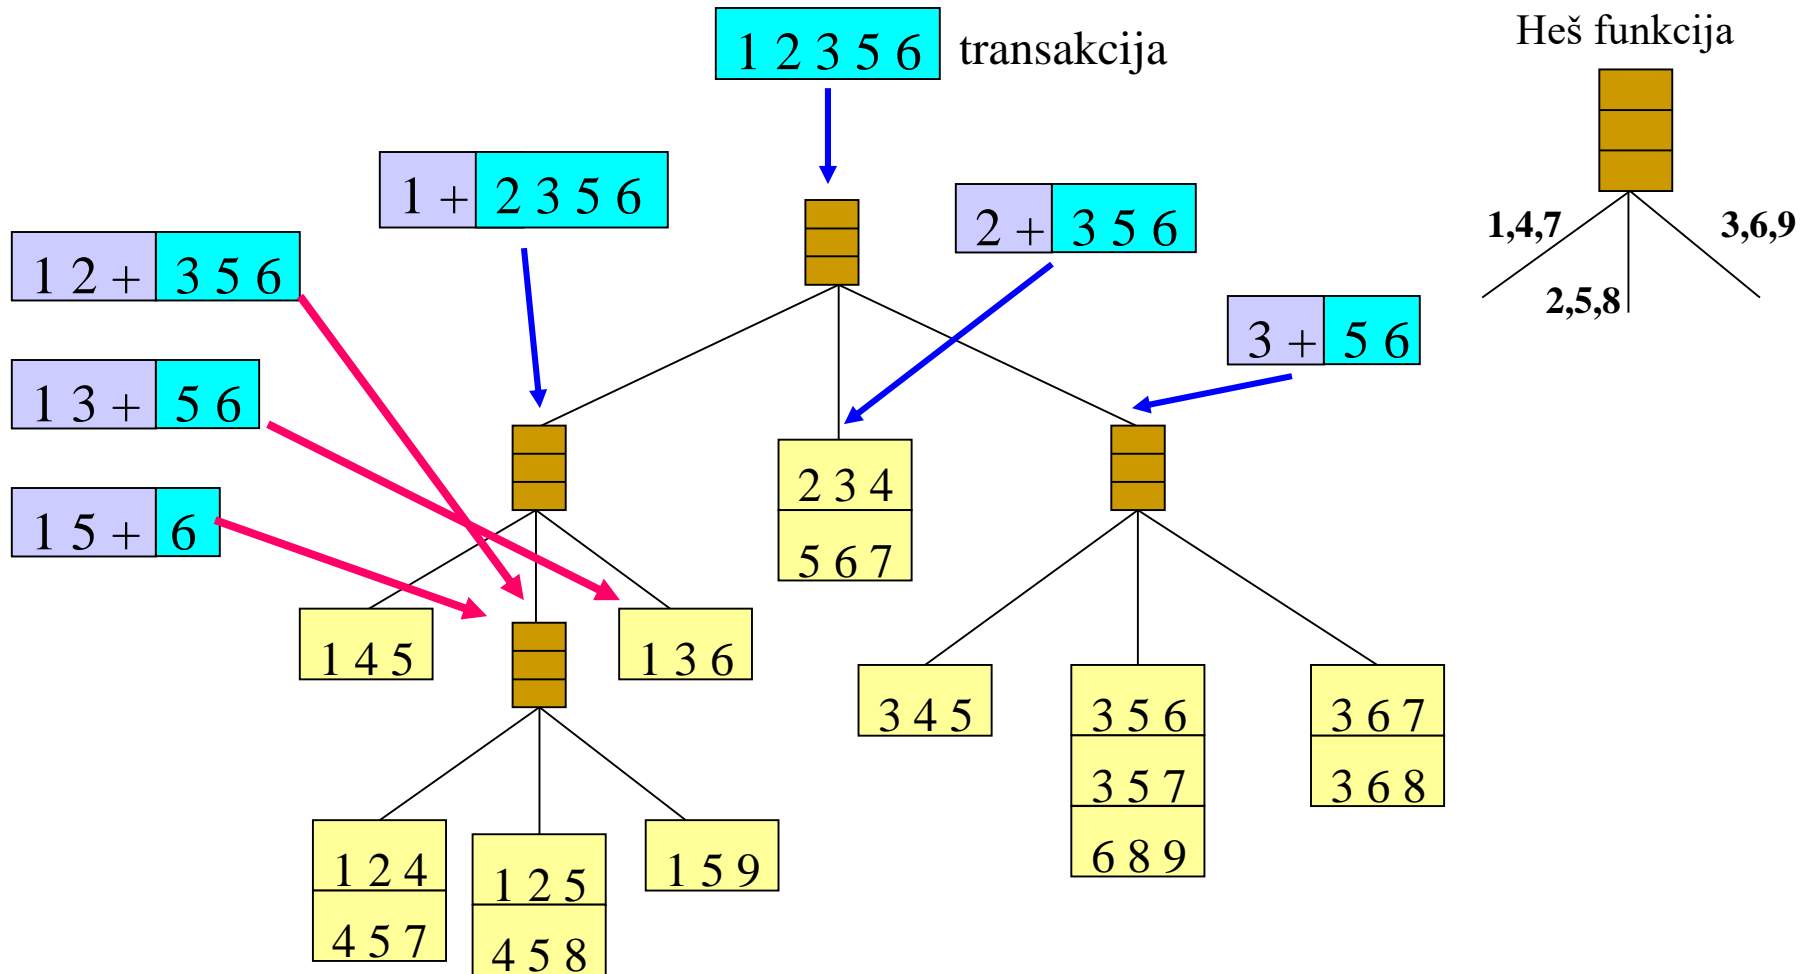 1 2 3 5 6 transakcija
Heš funkcija
1,4,7
2,5,8
3,6,9
1 + 2 3 5 6
2 + 3 5 6
3 + 5 6
1 2 + 3 5 6
1 3 + 5 6
1 5 + 6
2 3 4
5 6 7
1 4 5
1 3 6
3 4 5
3 5 6
3 5 7
6 8 9
3 6 7
3 6 8
1 2 4
4 5 7
1 2 5
4 5 8
1 5 9